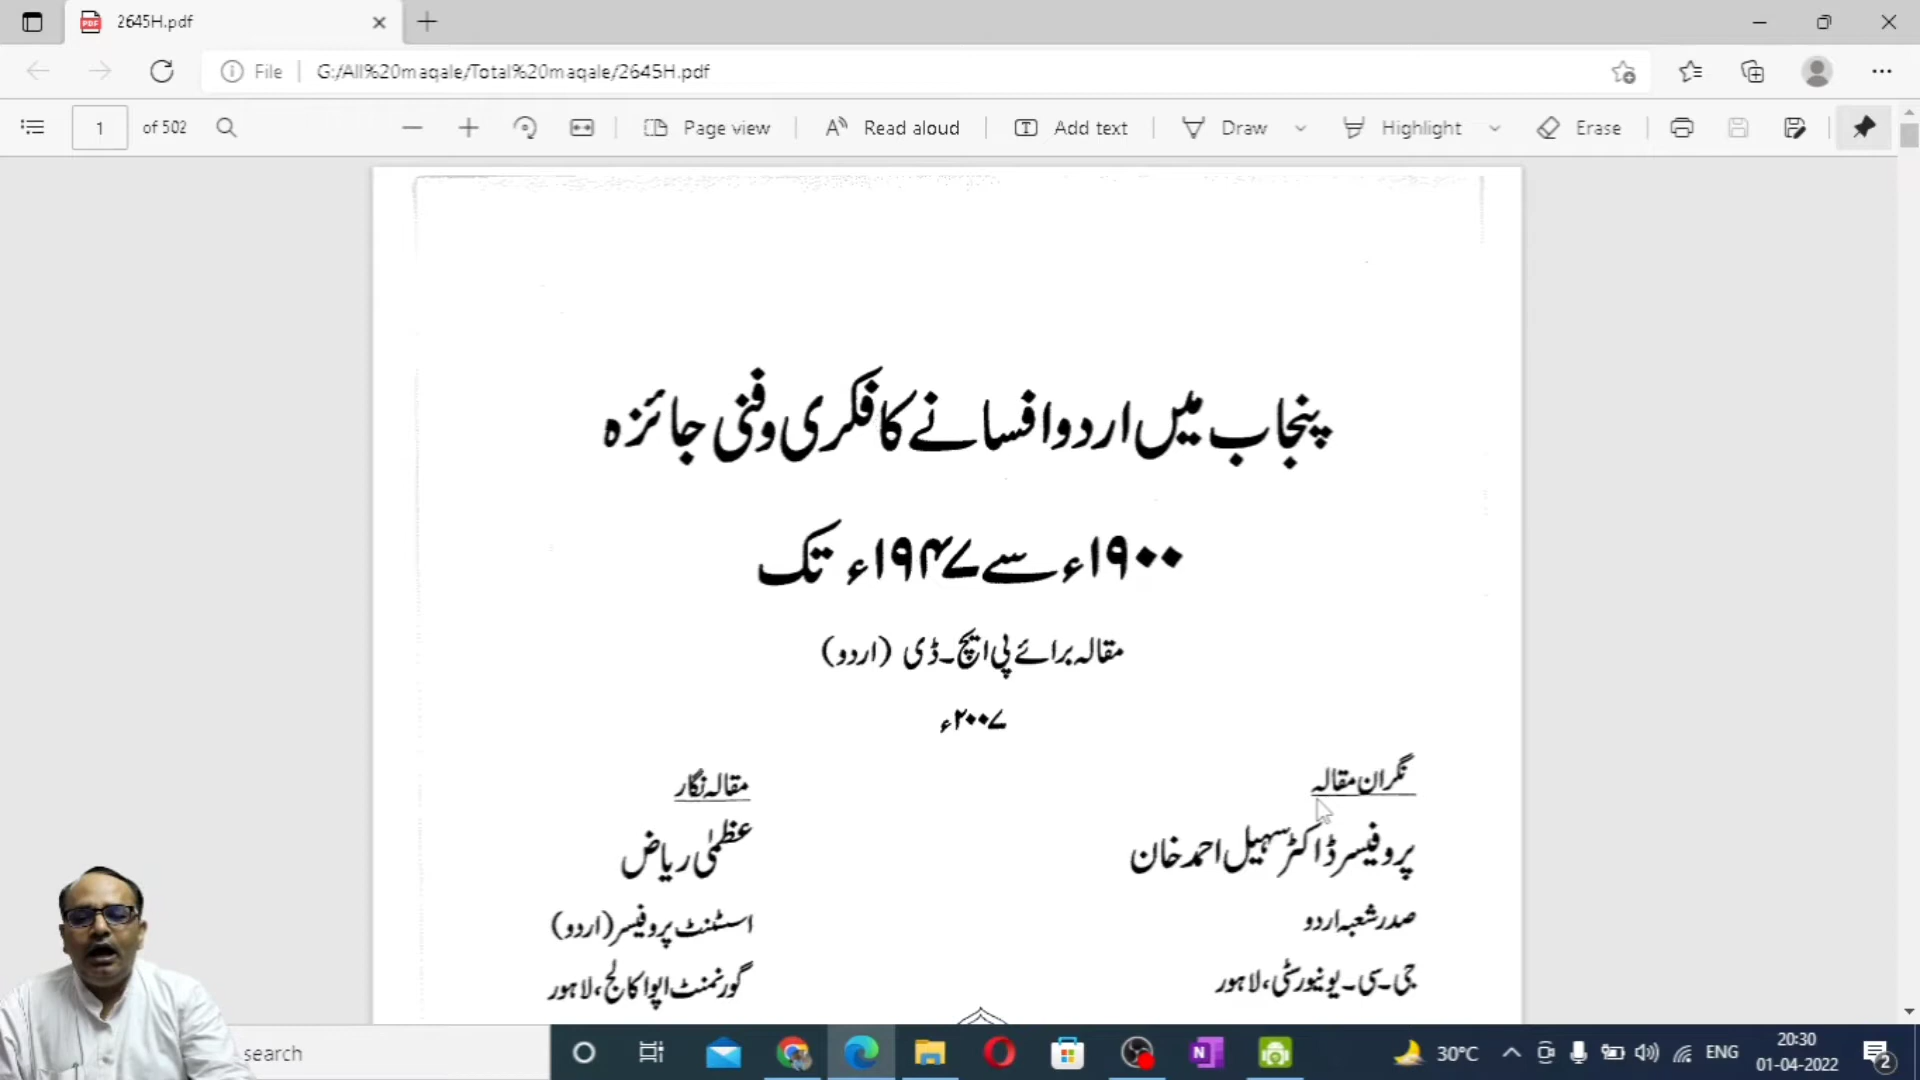 2645H.pdf
File G:/All%20maqale/Total%20maqale/2645H.pdf
1 of 502 Page view Read aloud Add text Draw Highlight Erase
پنجاب میں اردو افسانے کا فکری و فنی جائزہ
۱۹۰۰ء سے ۱۹۴۷ء تک
مقالہ برائے پی ایچ۔ڈی (اردو)
۲۰۰۷ء
نگران مقالہ
پروفیسر ڈاکٹر سہیل احمد خان
صدر شعبہ اردو
جی۔سی۔یونیورسٹی، لاہور
مقالہ نگار
عظمٰی ریاض
اسسٹنٹ پروفیسر (اردو)
گورنمنٹ اپوا کالج، لاہور
search
30°C ENG 20:30
01-04-2022
2